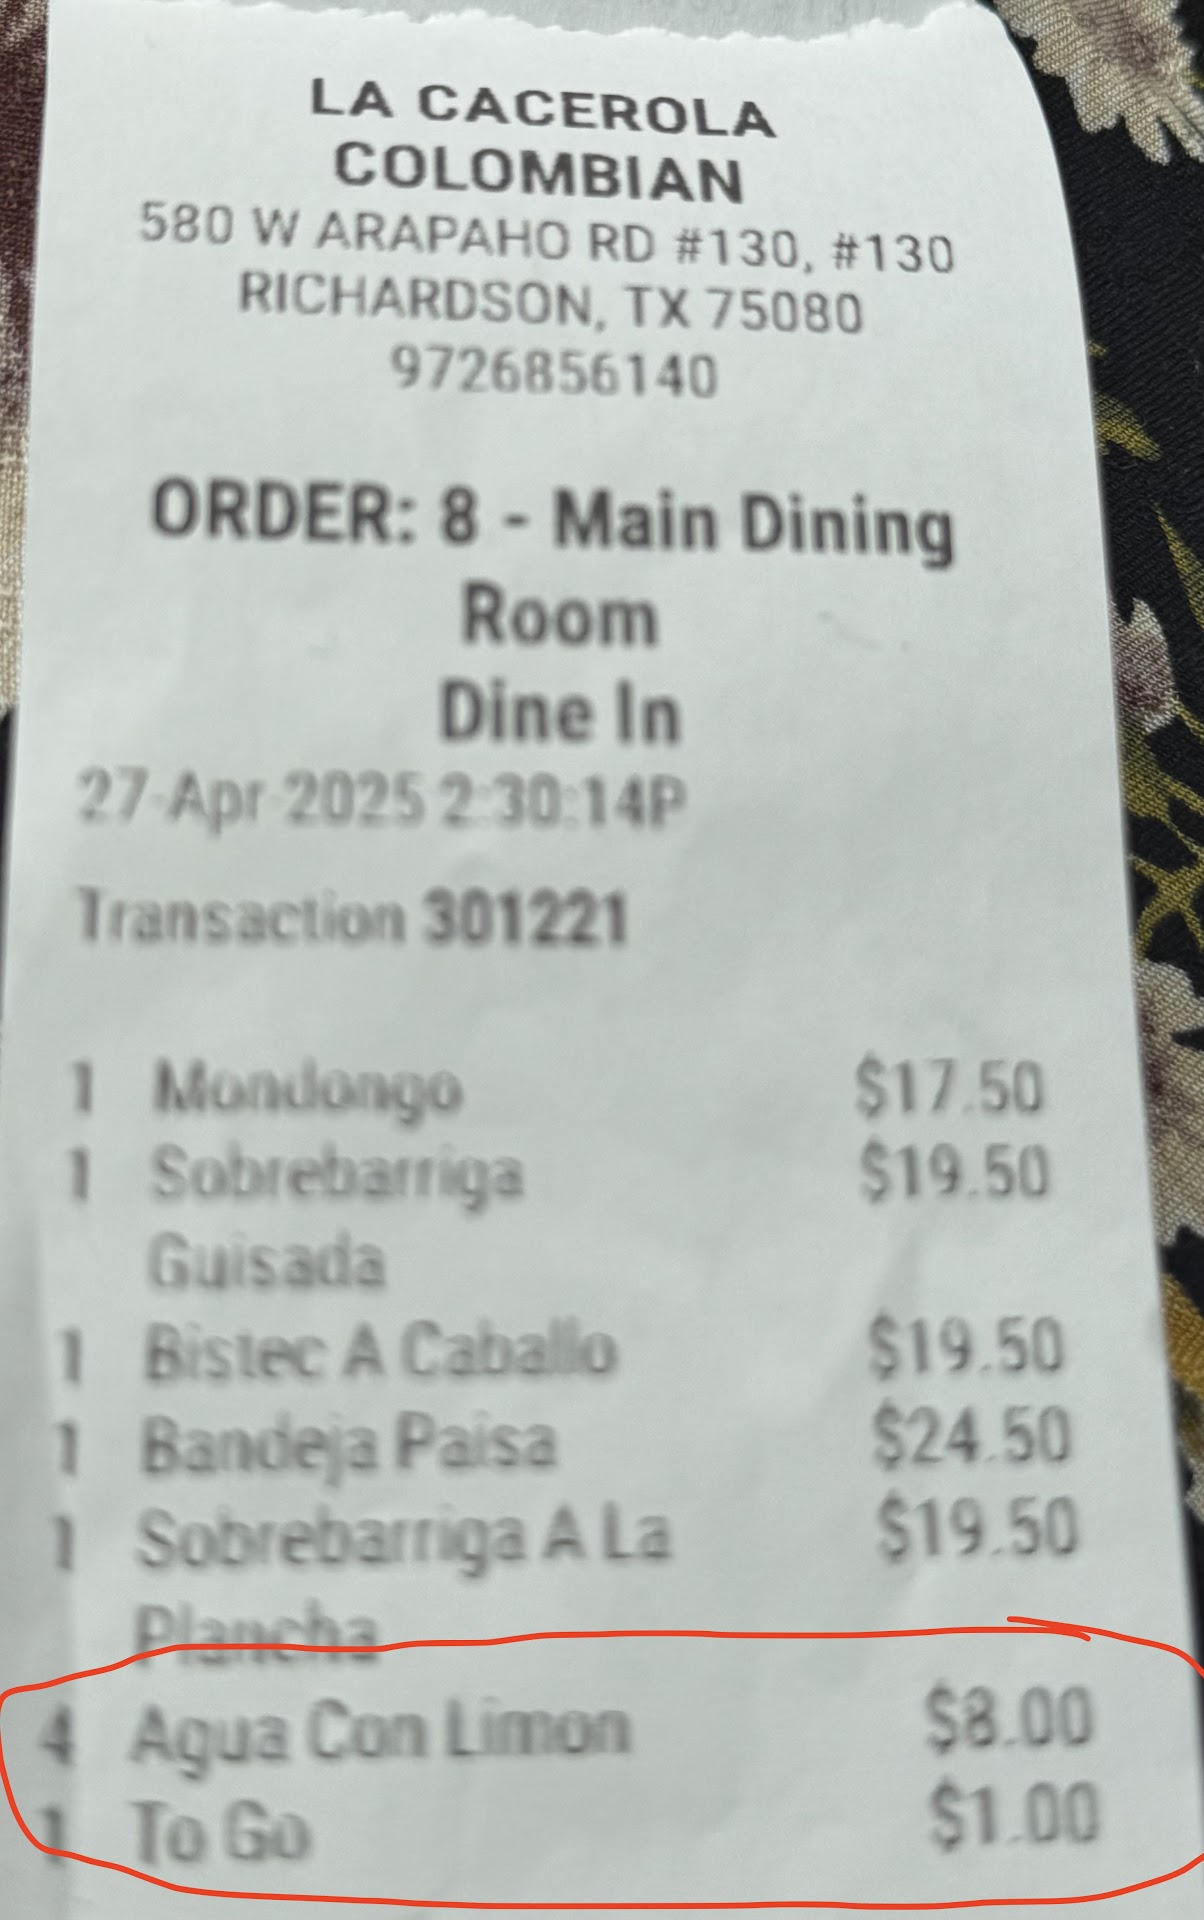 LA CACEROLA
COLOMBIAN
580 W ARAPAHO RD #130, #130
RICHARDSON, TX 75080
9726856140
ORDER: 8 - Main Dining
Room
Dine In
27-Apr-2025 2:30:14P
Transaction 301221
1 Mondongo $17.50
1 Sobrebarriga $19.50
Guisada
1 Bistec A Caballo $19.50
1 Bandeja Paisa $24.50
1 Sobrebarriga A La $19.50
Plancha
4 Agua Con Limon $8.00
1 To Go $1.00